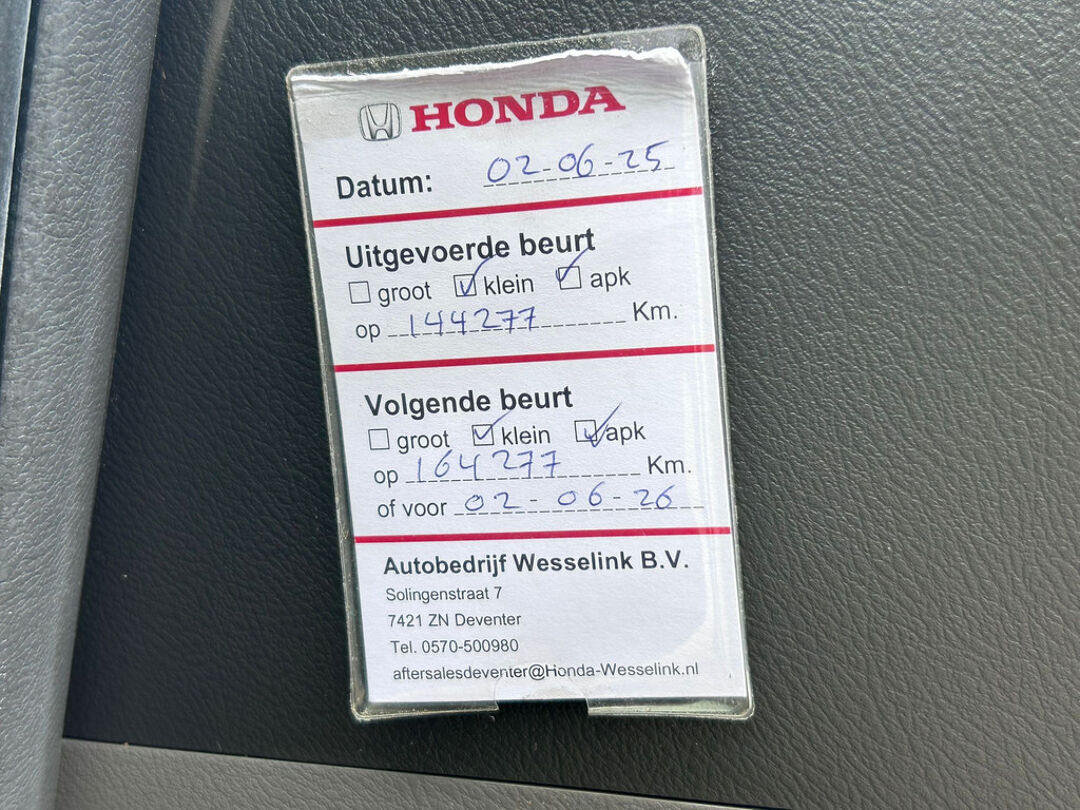 HONDA
Datum: 02-06-25
Uitgevoerde beurt
☐ groot ☑ klein ☑ apk
op 144277 Km.
Volgende beurt
☐ groot ☑ klein ☑ apk
op 164277 Km.
of voor 02-06-26
Autobedrijf Wesselink B.V.
Solingenstraat 7
7421 ZN Deventer
Tel. 0570-500980
aftersalesdeventer@Honda-Wesselink.nl